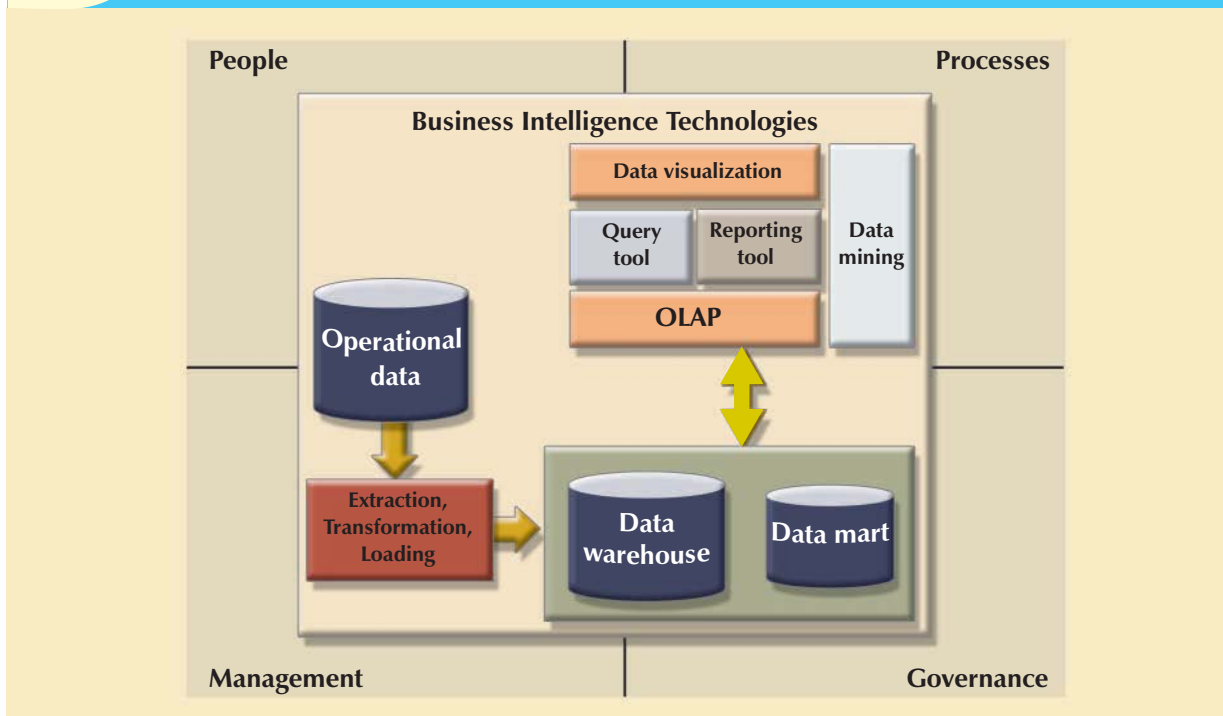 People
Processes
Business Intelligence Technologies
Data visualization
Query
tool
Reporting
tool
Data
mining
OLAP
Operational
data
Extraction,
Transformation,
Loading
Data
warehouse
Data mart
Management
Governance